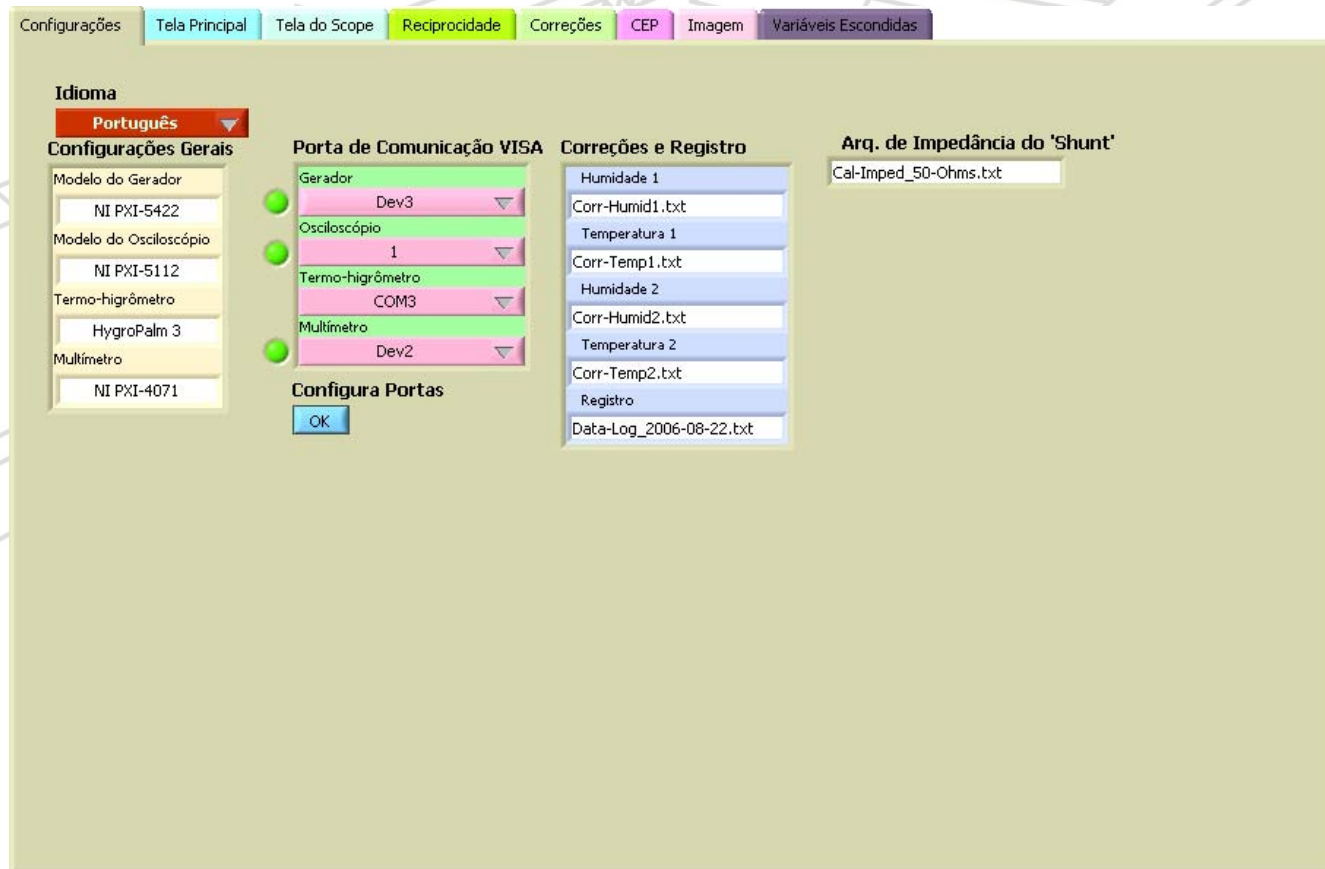 Configurações
Tela Principal
Tela do Scope
Reciprocidade
Correções
CEP
Imagem
Variáveis Escondidas
Idioma
Português
Configurações Gerais
Modelo do Gerador
NI PXI-5422
Modelo do Osciloscópio
NI PXI-5112
Termo-higrômetro
HygroPalm 3
Multímetro
NI PXI-4071
Porta de Comunicação VISA
Gerador
Dev3
Osciloscópio
1
Termo-higrômetro
COM3
Multímetro
Dev2
Configura Portas
OK
Correções e Registro
Humidade 1
Corr-Humid1.txt
Temperatura 1
Corr-Temp1.txt
Humidade 2
Corr-Humid2.txt
Temperatura 2
Corr-Temp2.txt
Registro
Data-Log_2006-08-22.txt
Arq. de Impedância do 'Shunt'
Cal-Imped_50-Ohms.txt